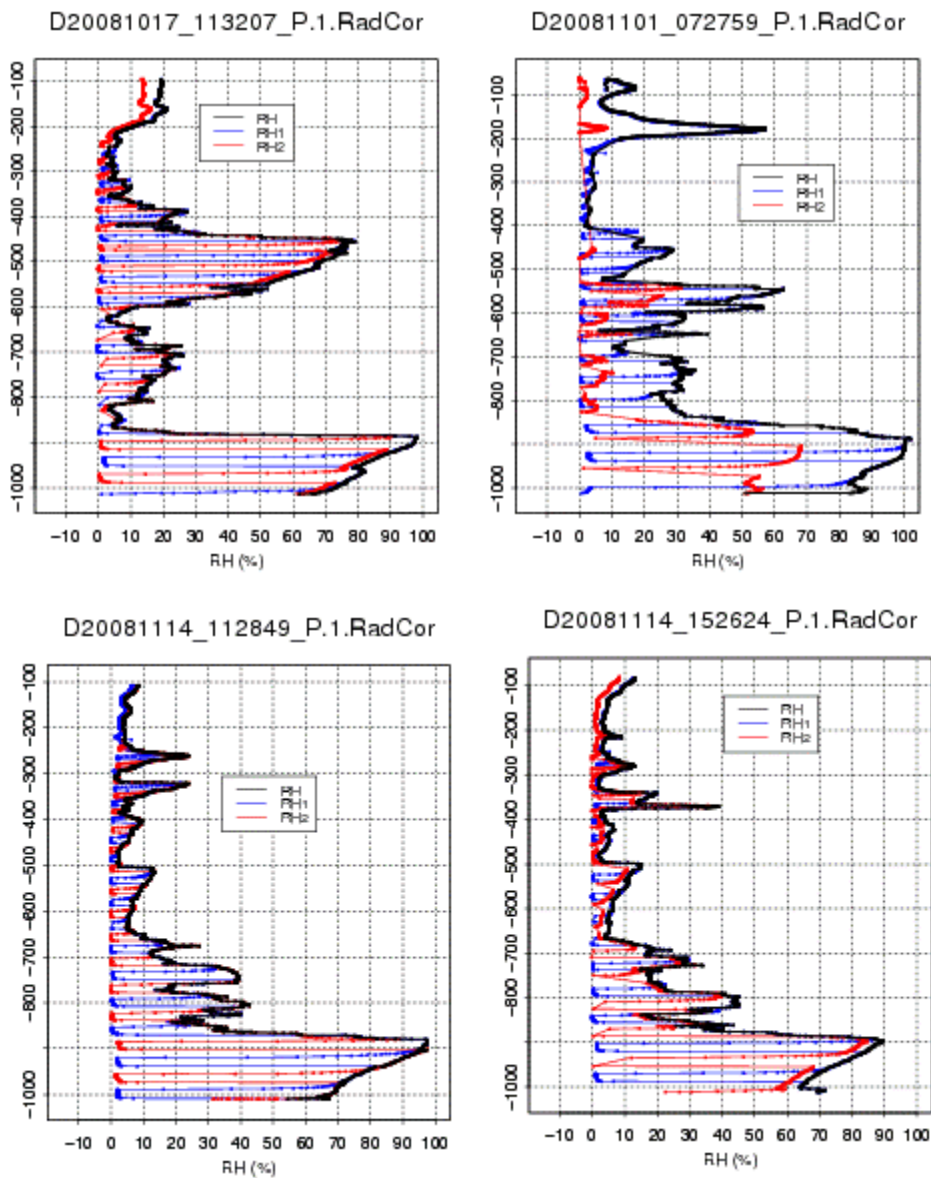 D20081017_113207_P.1.RadCor
-100
-200
-300
-400
-500
-600
-700
-800
-1000
RH
RH1
RH2
-10 0 10 20 30 40 50 60 70 80 90 100
RH (%)
D20081101_072759_P.1.RadCor
-100
-300
-400
-500
-600
-700
-800
-1000
RH
RH1
RH2
-10 0 10 20 30 40 50 60 70 80 90 100
RH (%)
D20081114_112849_P.1.RadCor
-100
-200
-300
-400
-500
-600
-700
-800
-1000
RH
RH1
RH2
-10 0 10 20 30 40 50 60 70 80 90 100
RH (%)
D20081114_152624_P.1.RadCor
-100
-200
-300
-400
-500
-600
-700
-800
-1000
RH
RH1
RH2
-10 0 10 20 30 40 50 60 70 80 90 100
RH (%)